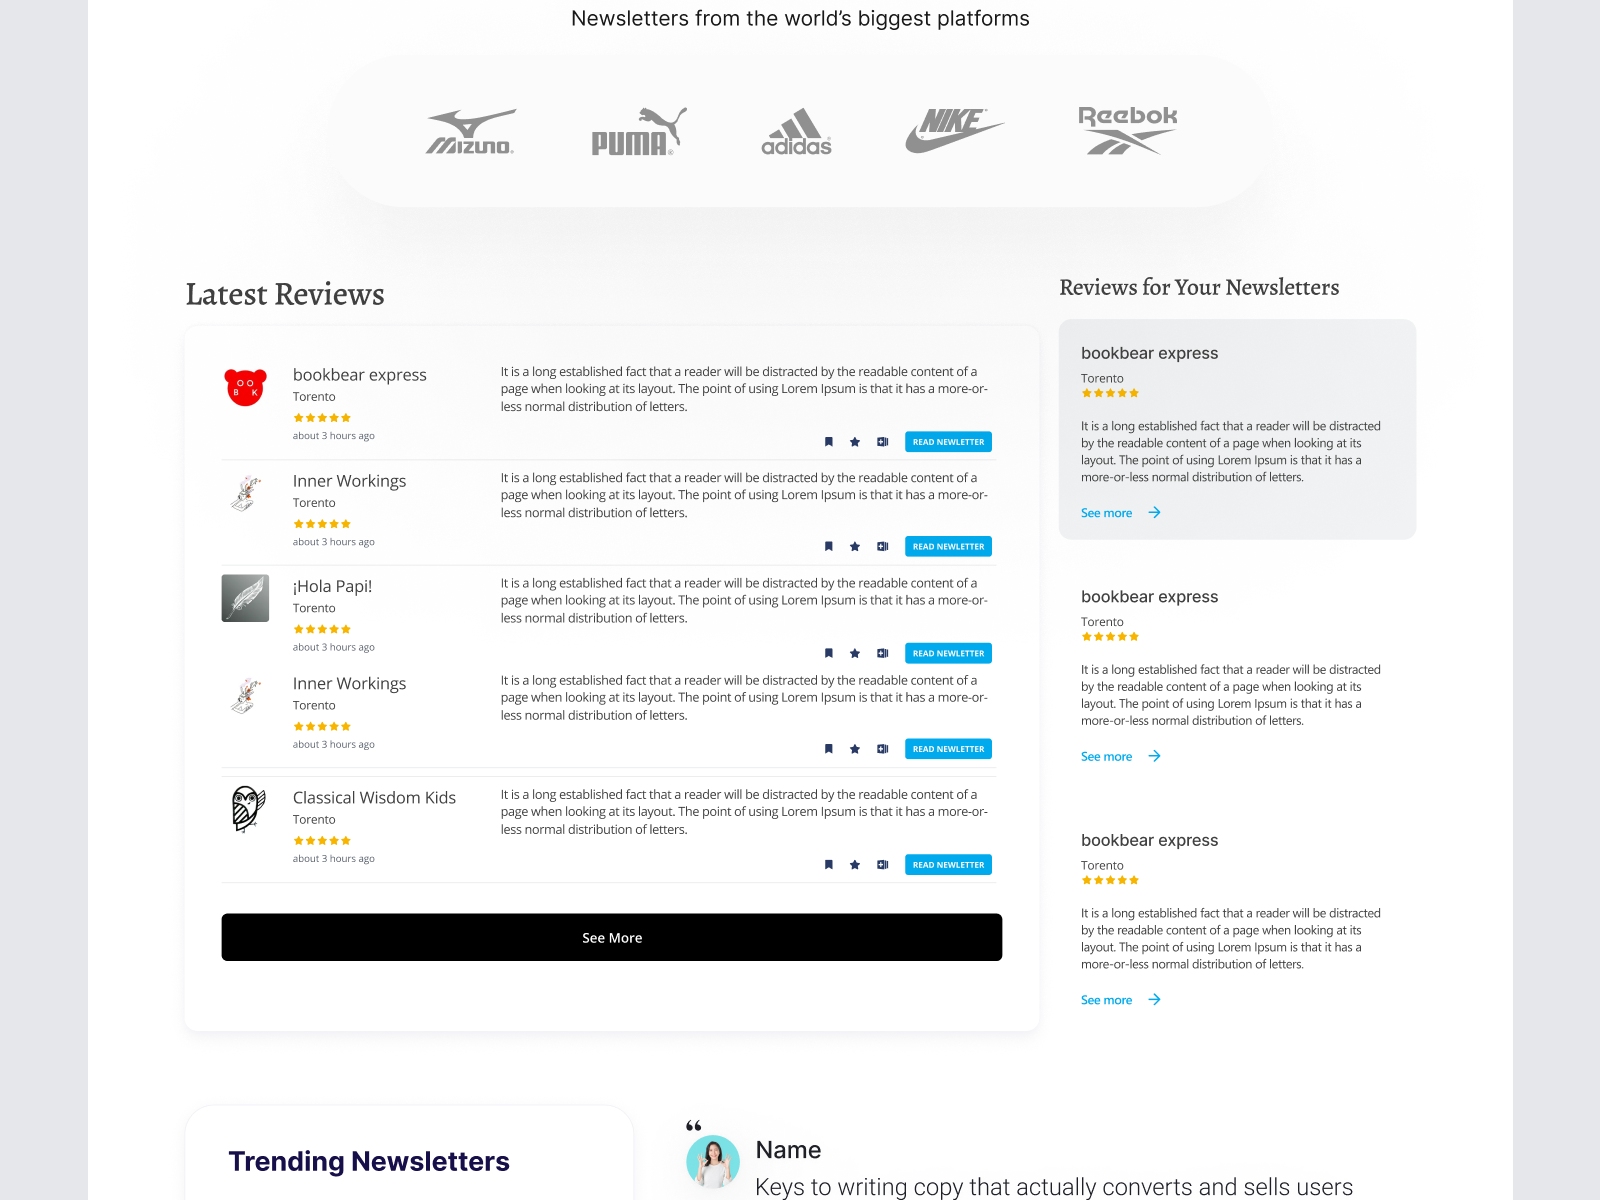 Newsletters from the world’s biggest platforms
MIZUNO
PUMA
adidas
NIKE
Reebok
Latest Reviews
BOOK
bookbear express
Torento
about 3 hours ago
It is a long established fact that a reader will be distracted by the readable content of a
page when looking at its layout. The point of using Lorem Ipsum is that it has a more-or-
less normal distribution of letters.
READ NEWLETTER
Inner Workings
Torento
about 3 hours ago
It is a long established fact that a reader will be distracted by the readable content of a
page when looking at its layout. The point of using Lorem Ipsum is that it has a more-or-
less normal distribution of letters.
READ NEWLETTER
¡Hola Papi!
Torento
about 3 hours ago
It is a long established fact that a reader will be distracted by the readable content of a
page when looking at its layout. The point of using Lorem Ipsum is that it has a more-or-
less normal distribution of letters.
READ NEWLETTER
Inner Workings
Torento
about 3 hours ago
It is a long established fact that a reader will be distracted by the readable content of a
page when looking at its layout. The point of using Lorem Ipsum is that it has a more-or-
less normal distribution of letters.
READ NEWLETTER
Classical Wisdom Kids
Torento
about 3 hours ago
It is a long established fact that a reader will be distracted by the readable content of a
page when looking at its layout. The point of using Lorem Ipsum is that it has a more-or-
less normal distribution of letters.
READ NEWLETTER
See More
Reviews for Your Newsletters
bookbear express
Torento
It is a long established fact that a reader will be distracted
by the readable content of a page when looking at its
layout. The point of using Lorem Ipsum is that it has a
more-or-less normal distribution of letters.
See more
bookbear express
Torento
It is a long established fact that a reader will be distracted
by the readable content of a page when looking at its
layout. The point of using Lorem Ipsum is that it has a
more-or-less normal distribution of letters.
See more
bookbear express
Torento
It is a long established fact that a reader will be distracted
by the readable content of a page when looking at its
layout. The point of using Lorem Ipsum is that it has a
more-or-less normal distribution of letters.
See more
Trending Newsletters
“
Name
Keys to writing copy that actually converts and sells users